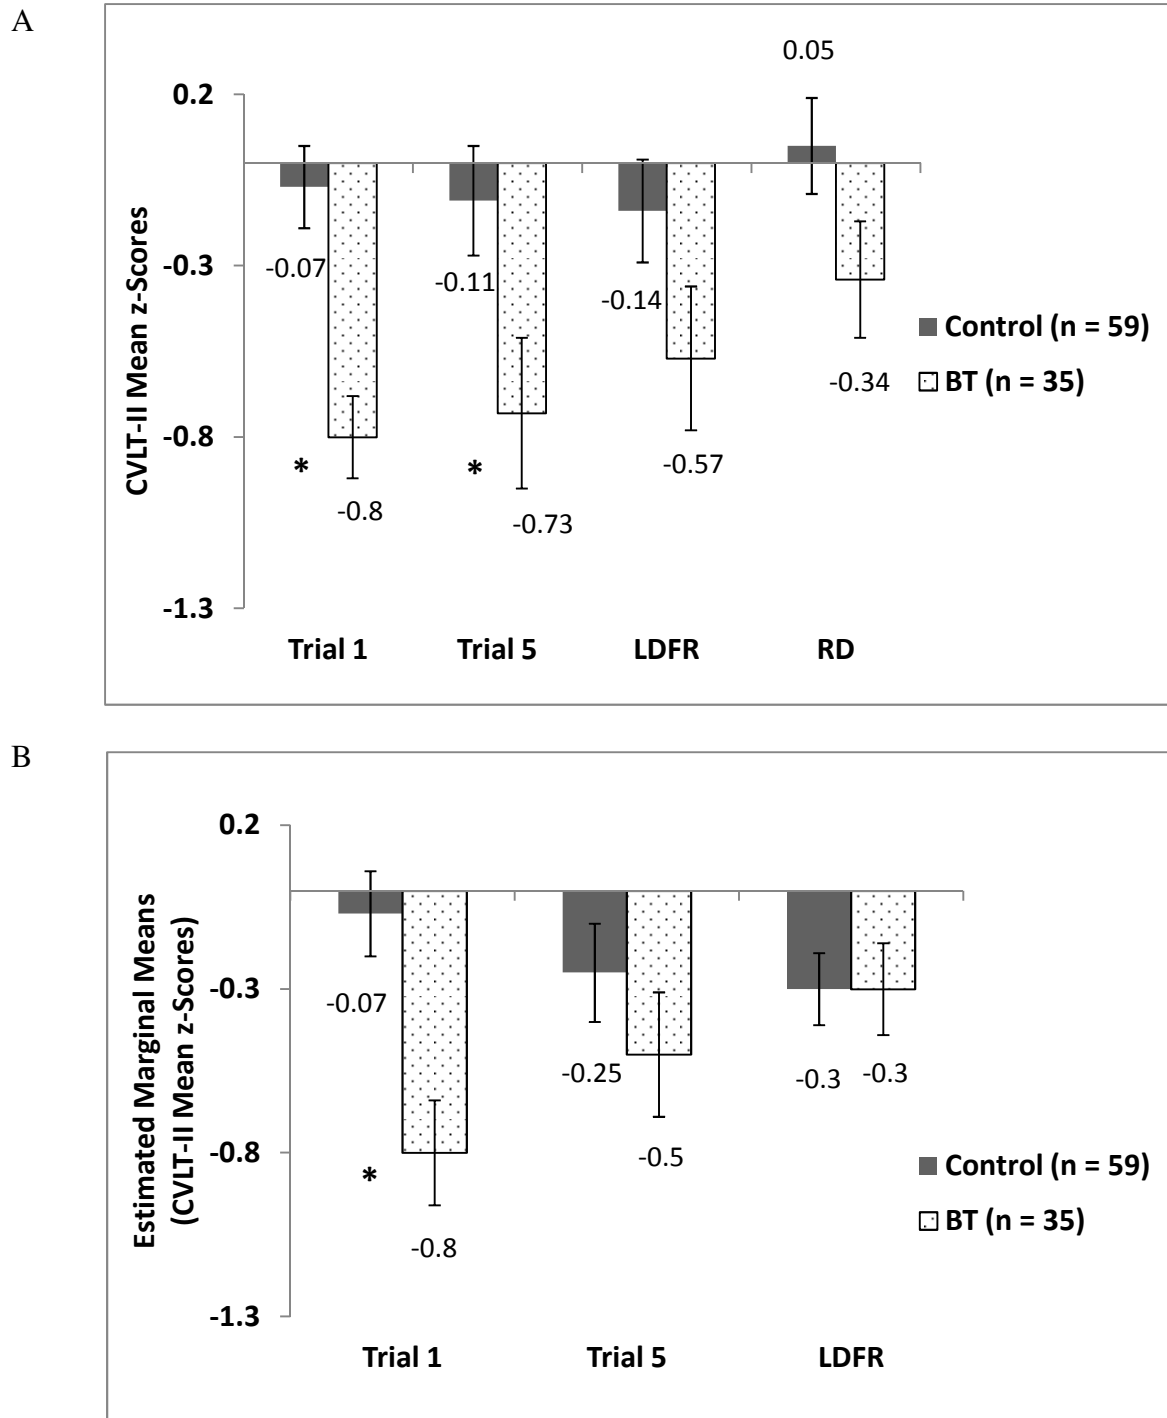 A
0.05
0.2
-0.3
-0.8
-1.3
CVLT-II Mean z-Scores
-0.07
-0.8
-0.11
-0.73
-0.14
-0.57
-0.34
*
*
Control (n = 59)
BT (n = 35)
Trial 1 Trial 5 LDFR RD
B
0.2
-0.3
-0.8
-1.3
Estimated Marginal Means
(CVLT-II Mean z-Scores)
-0.07
-0.8
-0.25
-0.5
-0.3 -0.3
*
Control (n = 59)
BT (n = 35)
Trial 1 Trial 5 LDFR